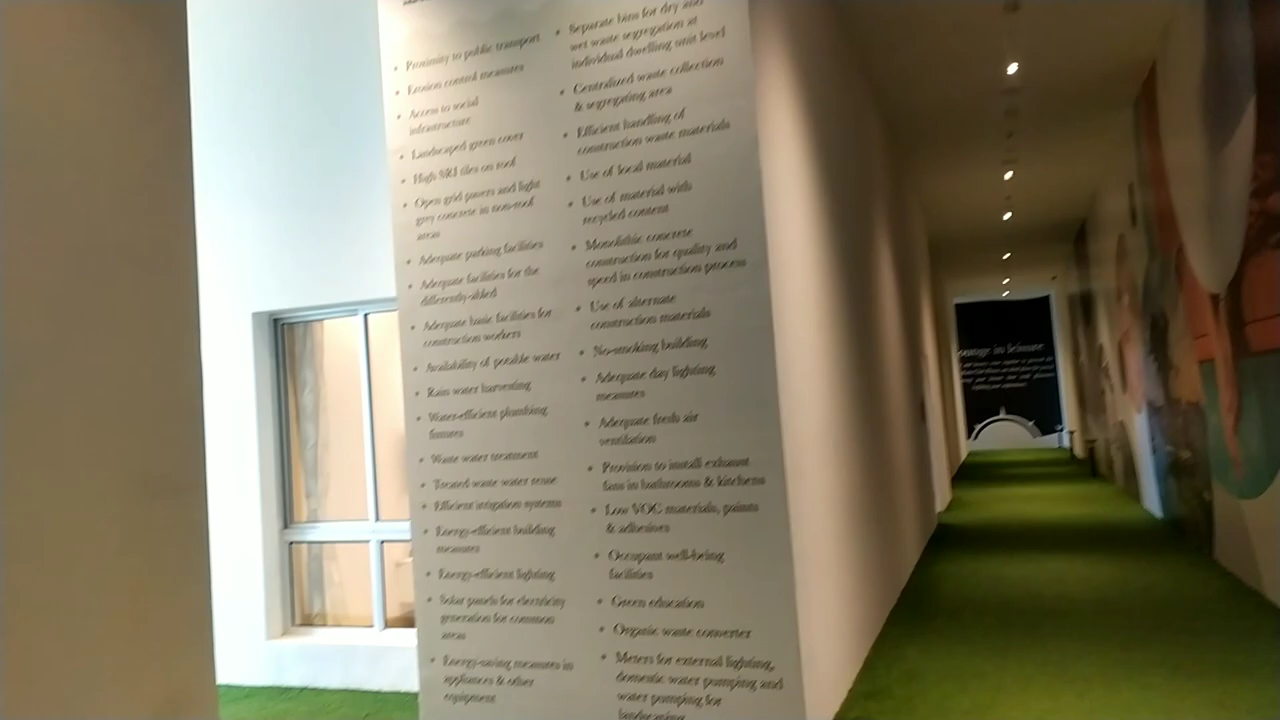 • Proximity to public transport
• Erosion control measures
• Access to social
infrastructure
• Landscaped green cover
• High SRI tiles on roof
• Open grid pavers and light
grey concrete in non-roof
areas
• Adequate parking facilities
• Adequate facilities for the
differently-abled
• Adequate basic facilities for
construction workers
• Availability of potable water
• Rain water harvesting
• Water-efficient plumbing
fixtures
• Waste water treatment
• Treated waste water reuse
• Efficient irrigation systems
• Energy-efficient building
measures
• Energy-efficient lighting
• Solar panels for electricity
generation for common
areas
• Energy-saving measures in
appliances & other
equipment
• Separate bins for dry and
wet waste segregation at
individual dwelling unit level
• Centralized waste collection
& segregating area
• Efficient handling of
construction waste materials
• Use of local material
• Use of material with
recycled content
• Monolithic concrete
construction for quality and
speed in construction process
• Use of alternate
construction materials
• No-smoking building
• Adequate day lighting
measures
• Adequate fresh air
ventilation
• Provision to install exhaust
fans in bathrooms & kitchens
• Low VOC materials, paints
& adhesives
• Occupant well-being
facilities
• Green education
• Organic waste converter
• Meters for external lighting,
domestic water pumping and
water pumping for
landscaping
in leisure